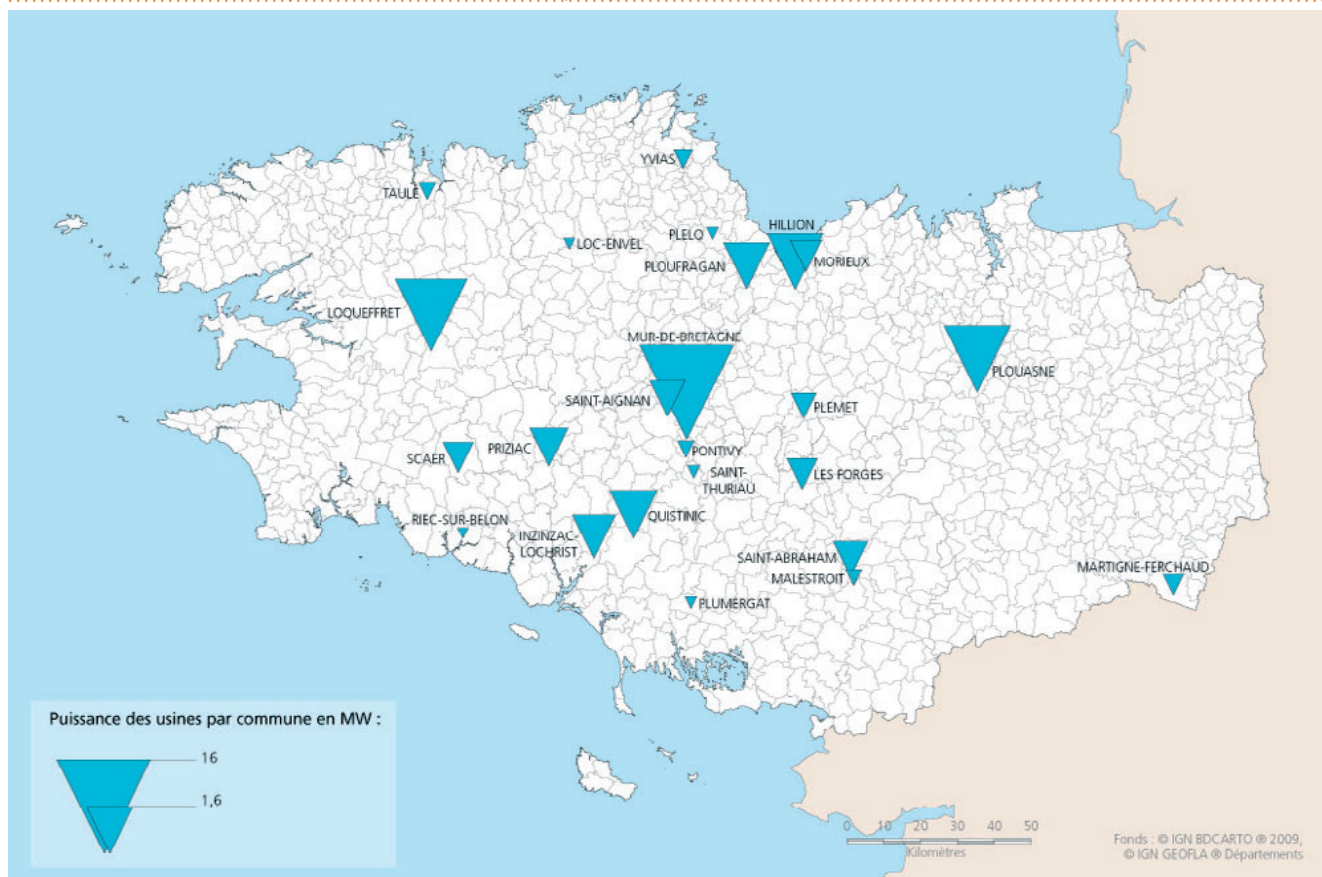 YVIAS
TAULE
HILLION
PLELO
LOC-ENVEL
MORIEUX
PLOUFRAGAN
LOQUEFFRET
MUR-DE-BRETAGNE
PLOUASNE
SAINT-AIGNAN
PLEMET
PRIZIAC
PONTIVY
SCAER
SAINT-
THURIAU
LES FORGES
RIEC-SUR-BELON
QUISTINIC
INZINZAC-
LOCHRIST
SAINT-ABRAHAM
MALESTROIT
MARTIGNE-FERCHAUD
PLUMERGAT
Puissance des usines par commune en MW :
16
1,6
0 10 20 30 40 50
Kilomètres
Fonds : © IGN BDCARTO ® 2009,
© IGN GEOFLA ® Départements